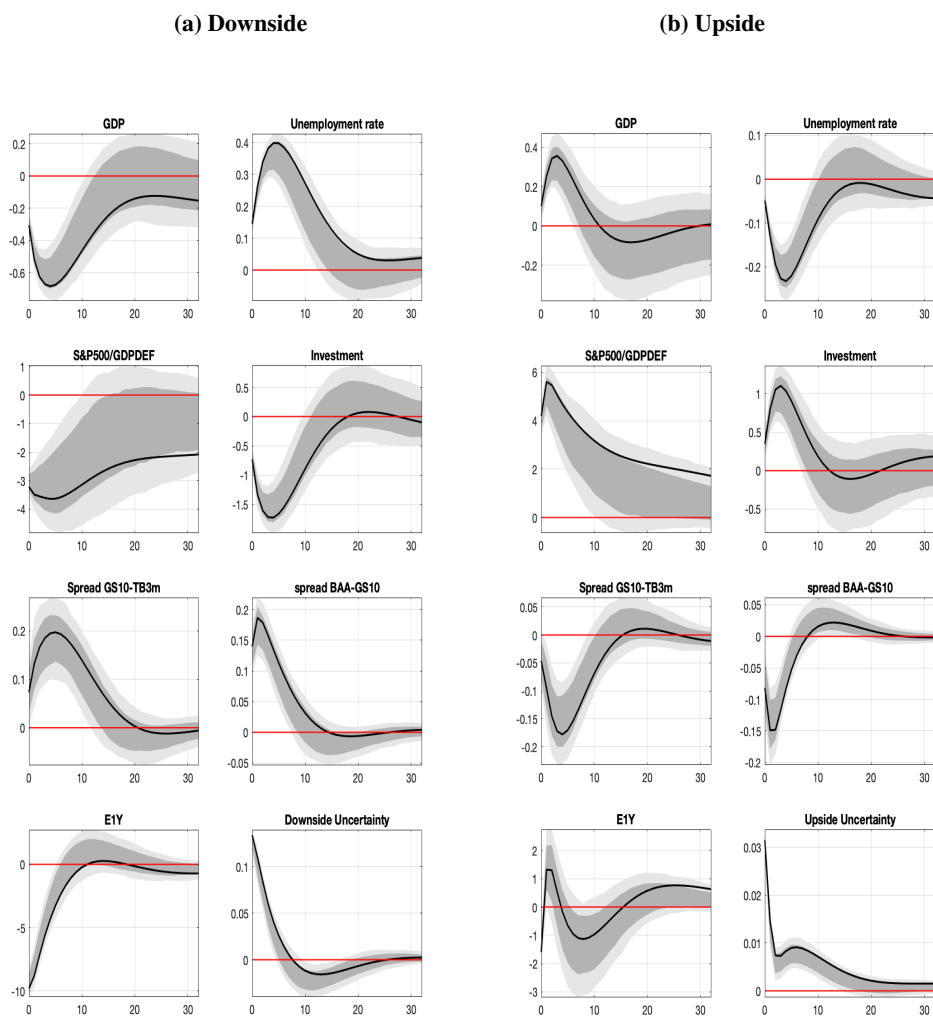 (a) Downside
(b) Upside
GDP
0.2
0
-0.2
-0.4
-0.6
0 10 20 30
Unemployment rate
0.4
0.3
0.2
0.1
0
0 10 20 30
GDP
0.4
0.2
0
-0.2
0 10 20 30
Unemployment rate
0.1
0
-0.1
-0.2
0 10 20 30
S&P500/GDPDEF
1
0
-1
-2
-3
-4
0 10 20 30
Investment
0.5
0
-0.5
-1
-1.5
0 10 20 30
S&P500/GDPDEF
6
4
2
0
0 10 20 30
Investment
1
0.5
0
-0.5
0 10 20 30
Spread GS10-TB3m
0.2
0.1
0
0 10 20 30
spread BAA-GS10
0.2
0.15
0.1
0.05
0
-0.05
0 10 20 30
Spread GS10-TB3m
0.05
0
-0.05
-0.1
-0.15
-0.2
0 10 20 30
spread BAA-GS10
0.05
0
-0.05
-0.1
-0.15
-0.2
0 10 20 30
E1Y
0
-5
-10
0 10 20 30
Downside Uncertainty
0.1
0.05
0
0 10 20 30
E1Y
2
1
0
-1
-2
-3
0 10 20 30
Upside Uncertainty
0.03
0.02
0.01
0
0 10 20 30